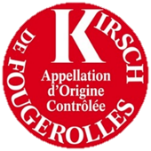 KIRSCH
Appellation
d'Origine
Contrôlée
DE FOUGEROLLES